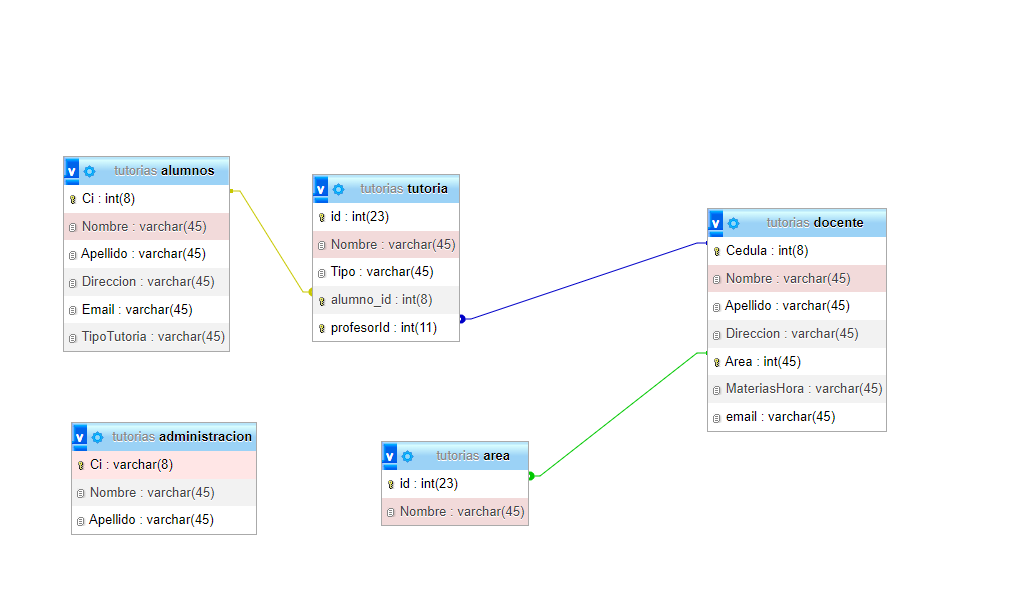 v tutorias alumnos
Ci : int(8)
Nombre : varchar(45)
Apellido : varchar(45)
Direccion : varchar(45)
Email : varchar(45)
TipoTutoria : varchar(45)
v tutorias tutoria
id : int(23)
Nombre : varchar(45)
Tipo : varchar(45)
alumno_id : int(8)
profesorId : int(11)
v tutorias docente
Cedula : int(8)
Nombre : varchar(45)
Apellido : varchar(45)
Direccion : varchar(45)
Area : int(45)
MateriasHora : varchar(45)
email : varchar(45)
v tutorias administracion
Ci : varchar(8)
Nombre : varchar(45)
Apellido : varchar(45)
v tutorias area
id : int(23)
Nombre : varchar(45)